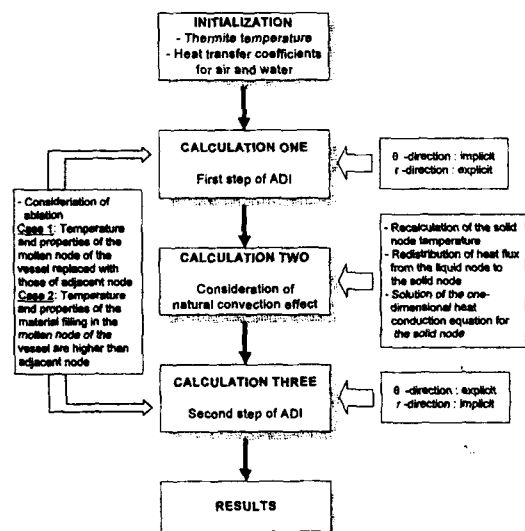 INITIALIZATION
- Thermite temperature
- Heat transfer coefficients
for air and water
CALCULATION ONE
First step of ADI
θ -direction : implicit
r -direction : explicit
- Consideration of
ablation
Case 1: Temperature
and properties of the
molten node of the
vessel replaced with
those of adjacent node
Case 2: Temperature
and properties of the
material filling in the
molten node of the
vessel are higher than
adjacent node
CALCULATION TWO
Consideration of
natural convection effect
- Recalculation of the solid
node temperature
- Redistribution of heat flux
from the liquid node to
the solid node
- Solution of the one-
dimensional heat
conduction equation for
the solid node
CALCULATION THREE
Second step of ADI
θ -direction : explicit
r -direction : implicit
RESULTS